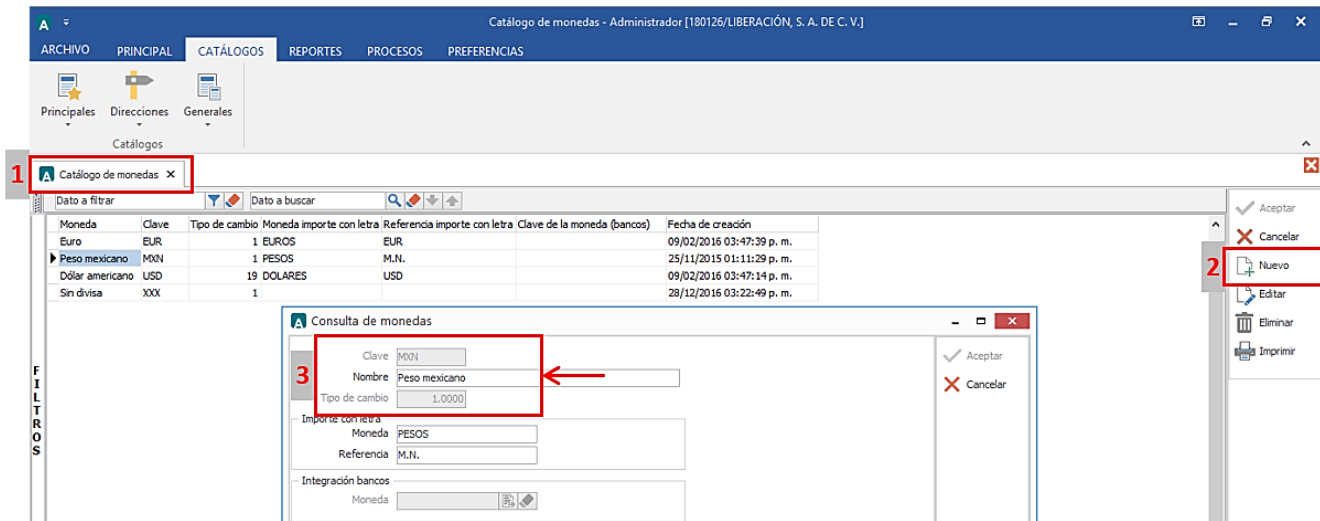 A Catálogo de monedas - Administrador [180126/LIBERACIÓN, S. A. DE C. V.]
ARCHIVO PRINCIPAL CATÁLOGOS REPORTES PROCESOS PREFERENCIAS
Principales Direcciones Generales
Catálogos
1 A Catálogo de monedas X
Dato a filtrar Dato a buscar
Moneda Clave Tipo de cambio Moneda importe con letra Referencia importe con letra Clave de la moneda (bancos) Fecha de creación
Euro EUR 1 EUROS EUR 09/02/2016 03:47:39 p. m.
Peso mexicano MXN 1 PESOS M.N. 25/11/2015 01:11:29 p. m.
Dólar americano USD 19 DOLARES USD 09/02/2016 03:47:14 p. m.
Sin divisa XXX 1 28/12/2016 03:22:49 p. m.
Aceptar
Cancelar
2 Nuevo
Editar
Eliminar
Imprimir
FILTROS
A Consulta de monedas
3
Clave MXN
Nombre Peso mexicano
Tipo de cambio 1.0000
Importe con letra
Moneda PESOS
Referencia M.N.
Integración bancos
Moneda
Aceptar
Cancelar